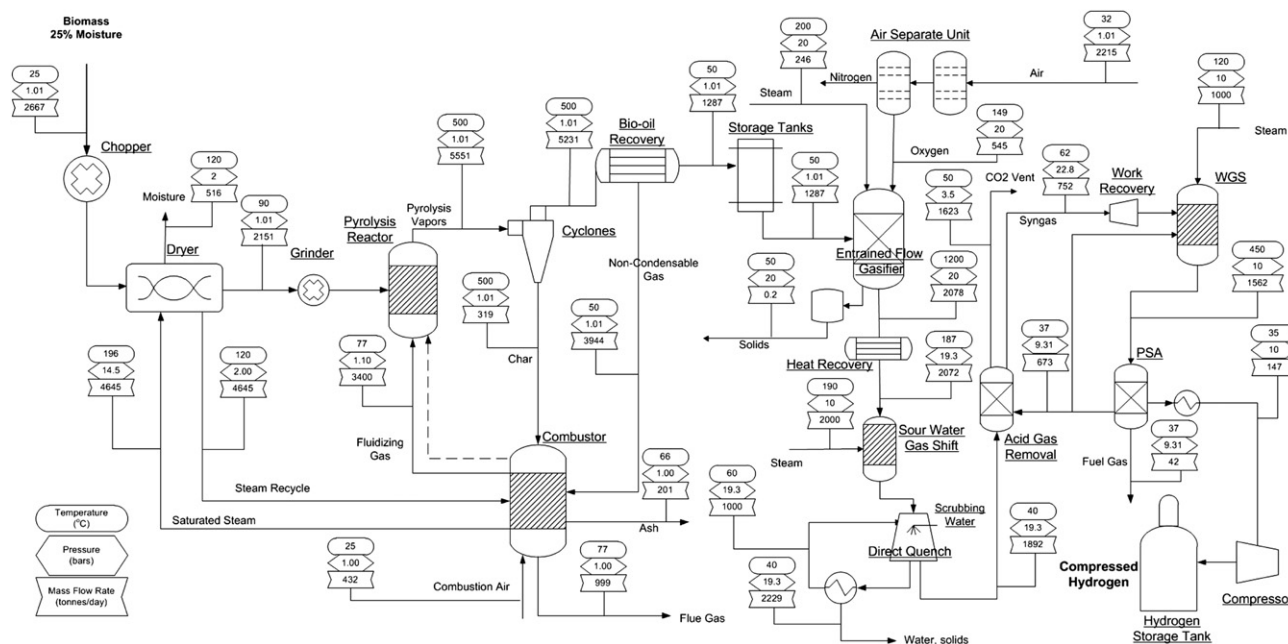 Biomass
25% Moisture
25
1.01
2667
Chopper
120
2
516
Moisture
Dryer
90
1.01
2151
Grinder
Pyrolysis
Reactor
500
1.01
5551
Pyrolysis
Vapors
500
1.01
5231
Cyclones
Bio-oil
Recovery
50
1.01
1287
Storage Tanks
50
1.01
1287
200
20
246
Steam
Air Separate Unit
Nitrogen
Air
32
1.01
2215
149
20
545
Oxygen
Entrained Flow
Gasifier
50
20
0.2
Solids
1200
20
2078
Heat Recovery
187
19.3
2072
190
10
2000
Steam
Sour Water
Gas Shift
50
3.5
1623
CO2 Vent
Syngas
62
22.8
752
Work
Recovery
120
10
1000
Steam
WGS
450
10
1562
35
10
147
PSA
37
9.31
673
Acid Gas
Removal
37
9.31
42
Fuel Gas
Non-Condensable
Gas
50
1.01
3944
500
1.01
319
Char
77
1.10
3400
Fluidizing
Gas
196
14.5
4645
120
2.00
4645
Steam Recycle
Saturated Steam
Combustor
66
1.00
201
Ash
25
1.00
432
Combustion Air
77
1.00
999
Flue Gas
60
19.3
1000
40
19.3
2229
Scrubbing
Water
Direct Quench
Water, solids
40
19.3
1892
Compressed
Hydrogen
Hydrogen
Storage Tank
Compressor
Temperature
(°C)
Pressure
(bars)
Mass Flow Rate
(tonnes/day)